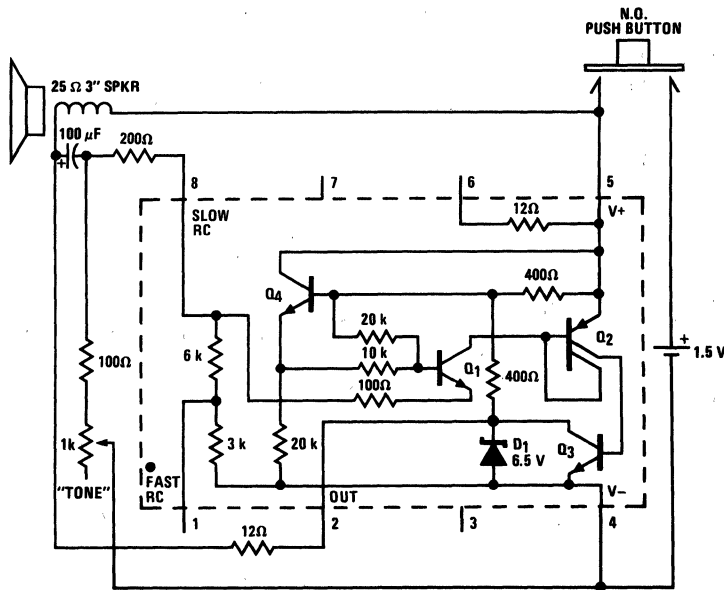 N.O.
PUSH BUTTON
25 Ω 3" SPKR
100 μF
+
200Ω
8
7
6
5
SLOW
RC
12Ω
V+
Q4
400Ω
20 k
Q2
+
1.5 V
6 k
10 k
Q1
100Ω
100Ω
400Ω
1k
3 k
20 k
D1
6.5 V
Q3
"TONE"
FAST
RC
OUT
V−
1
2
3
4
12Ω